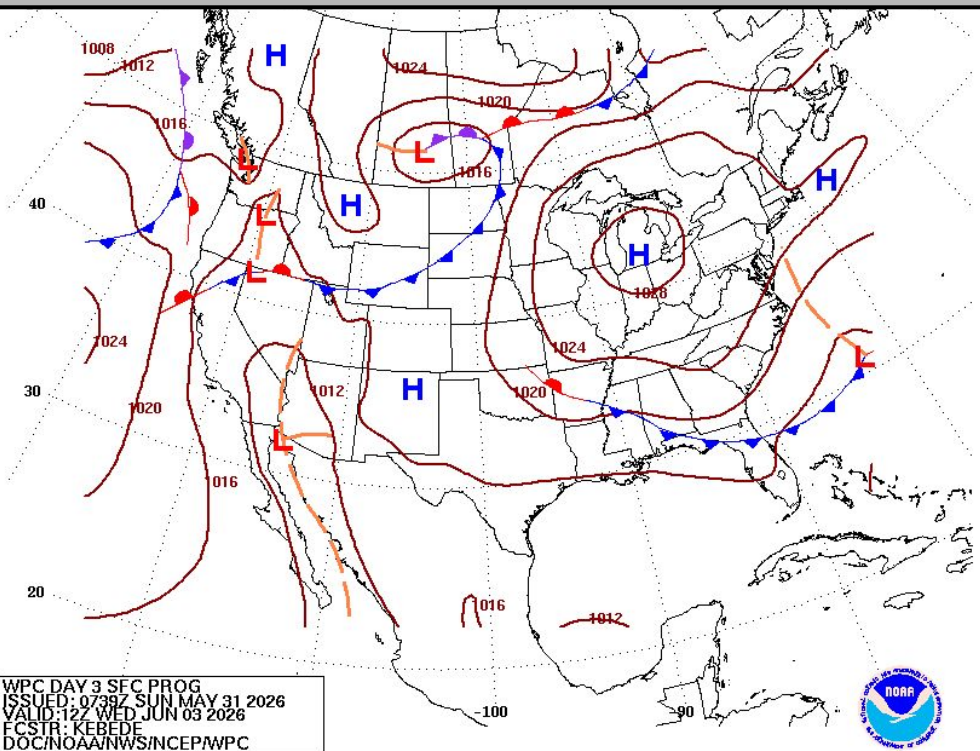 1008
1012
H
1024
1020
1016
L
L
1016
H
H
40
L
H
L
1028
1024
1024
30
1020
1012
H
1020
L
L
1016
20
1016
1012
-100
-90
WPC DAY 3 SFC PROG
ISSUED: 0739Z SUN MAY 31 2026
VALID: 12Z WED JUN 03 2026
FCSTR: KEBEDE
DOC/NOAA/NWS/NCEP/WPC
NOAA